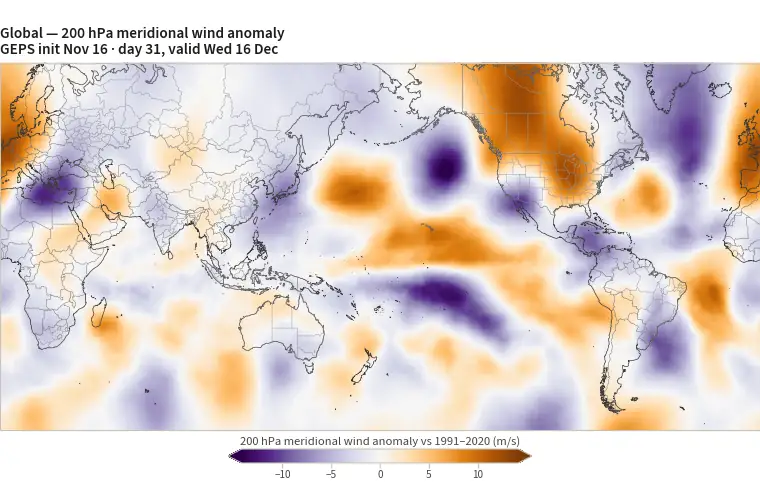 Global — 200 hPa meridional wind anomaly
GEPS init Nov 16 · day 31, valid Wed 16 Dec
200 hPa meridional wind anomaly vs 1991–2020 (m/s)
−10 −5 0 5 10